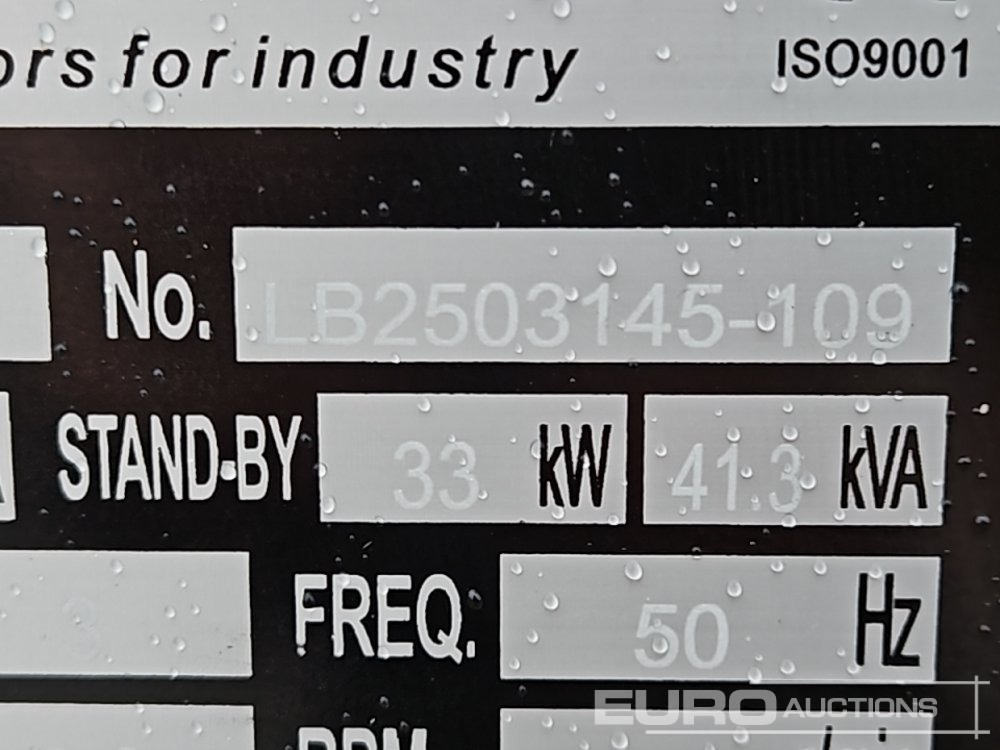 ors for industry ISO9001
No. LB2503145-109
STAND-BY 33 kW 41.3 kVA
3 FREQ. 50 Hz
EURO AUCTIONS